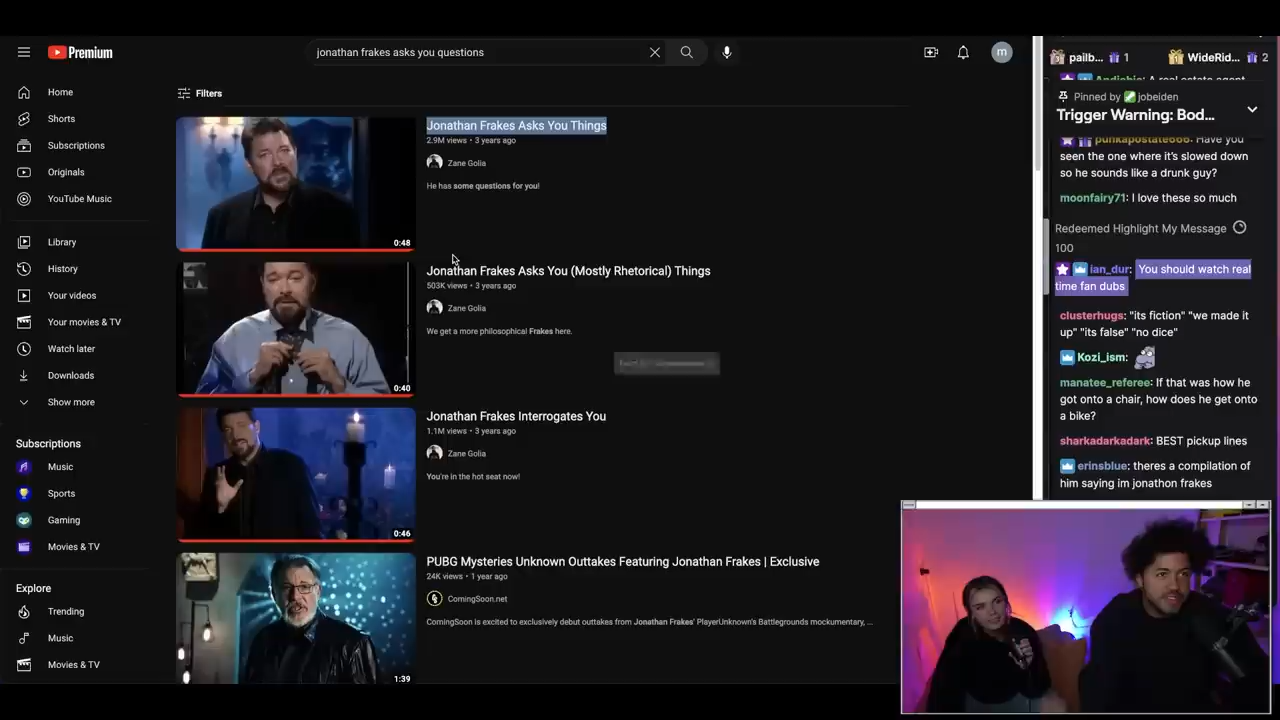 Premium
jonathan frakes asks you questions
m
Home
Shorts
Subscriptions
Originals
YouTube Music
Library
History
Your videos
Your movies & TV
Watch later
Downloads
Show more
Subscriptions
Music
Sports
Gaming
Movies & TV
Explore
Trending
Music
Movies & TV
Filters
0:48
Jonathan Frakes Asks You Things
2.9M views • 3 years ago
Zane Golia
He has some questions for you!
0:40
Jonathan Frakes Asks You (Mostly Rhetorical) Things
503K views • 3 years ago
Zane Golia
We get a more philosophical Frakes here.
0:46
Jonathan Frakes Interrogates You
1.1M views • 3 years ago
Zane Golia
You're in the hot seat now!
1:39
PUBG Mysteries Unknown Outtakes Featuring Jonathan Frakes | Exclusive
24K views • 1 year ago
ComingSoon.net
ComingSoon is excited to exclusively debut outtakes from Jonathan Frakes' PlayerUnknown's Battlegrounds mockumentary, ...
pailb... 1 WideRid... 2
A real estate agent
Pinned by jobeiden
Trigger Warning: Bod...
punkapostate666: Have you
seen the one where it's slowed down
so he sounds like a drunk guy?
moonfairy71: I love these so much
Redeemed Highlight My Message
100
ian_dur: You should watch real
time fan dubs
clusterhugs: "its fiction" "we made it
up" "its false" "no dice"
Kozi_ism:
manatee_referee: If that was how he
got onto a chair, how does he get onto
a bike?
sharkadarkadark: BEST pickup lines
erinsblue: theres a compilation of
him saying im jonathon frakes